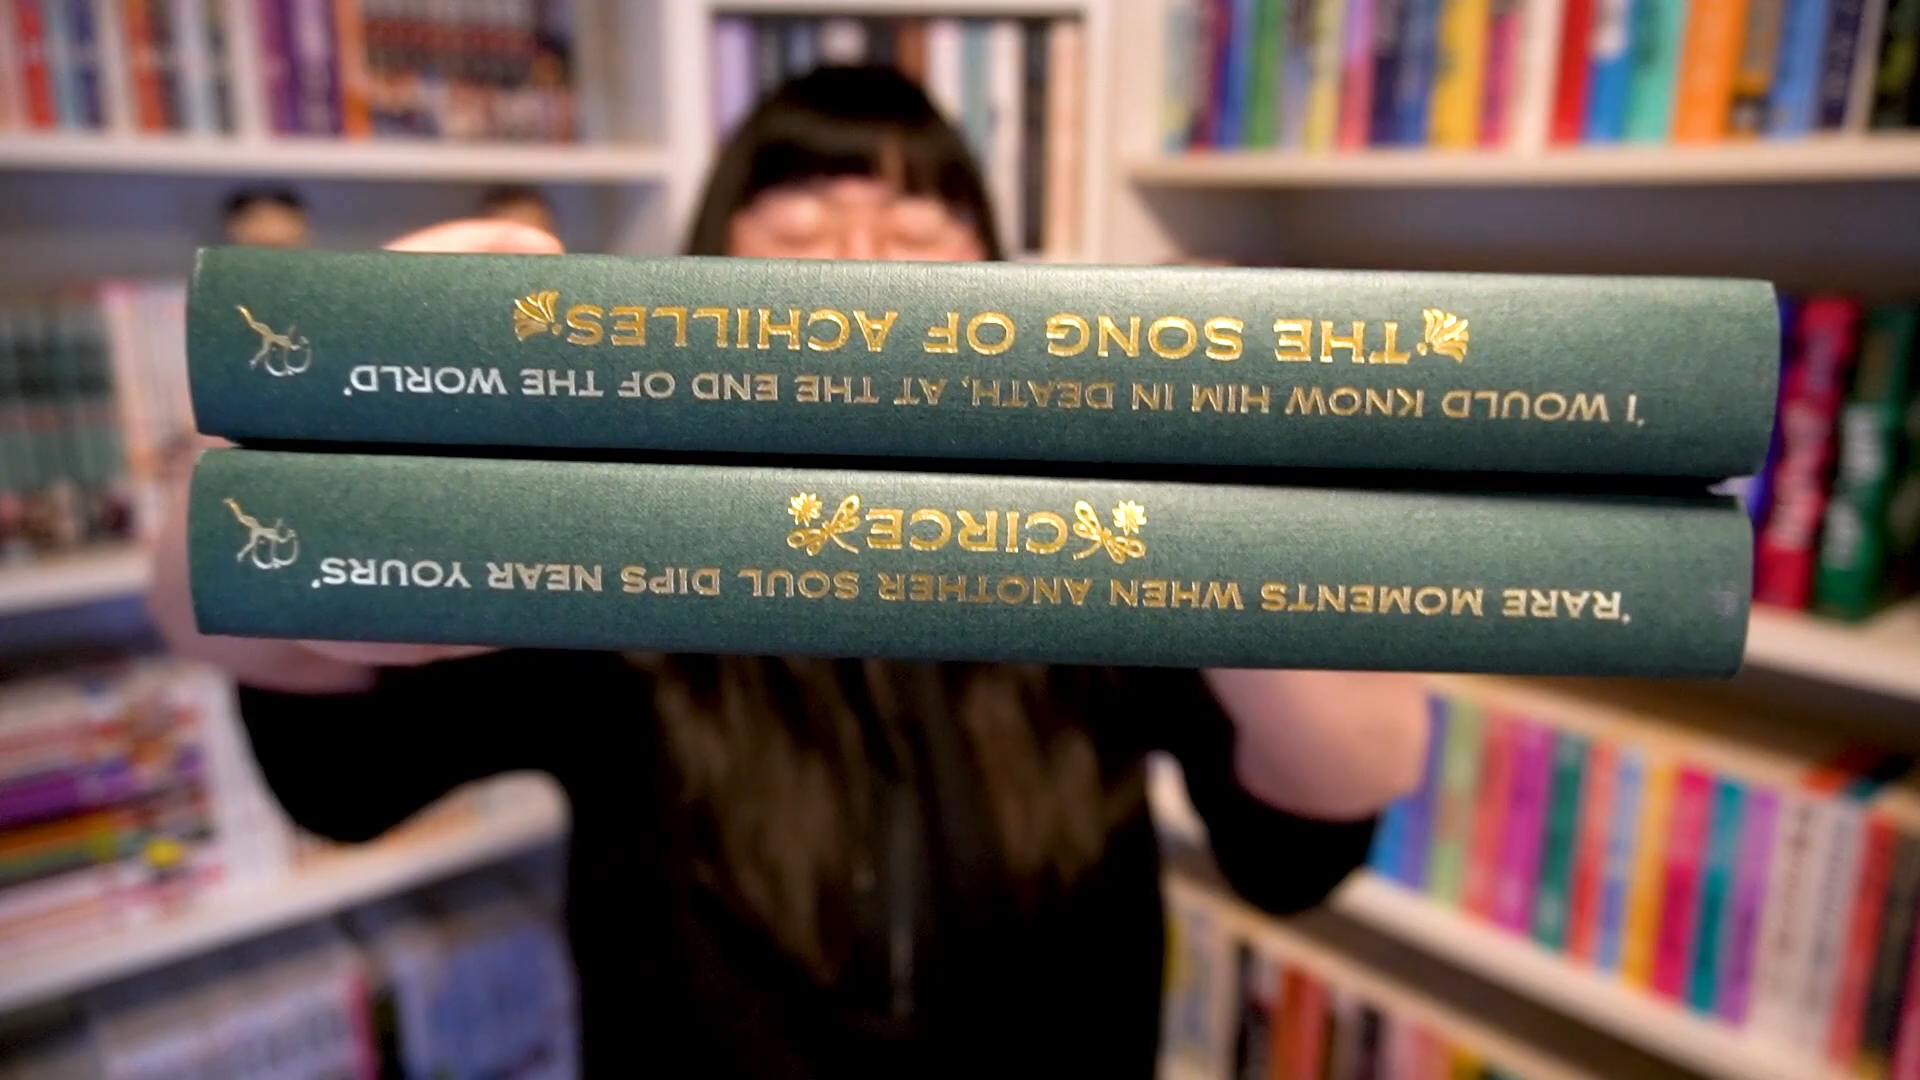 'RARE MOMENTS WHEN ANOTHER SOUL DIPS NEAR YOURS'
CIRCE
'I WOULD KNOW HIM IN DEATH, AT THE END OF THE WORLD'
THE SONG OF ACHILLES